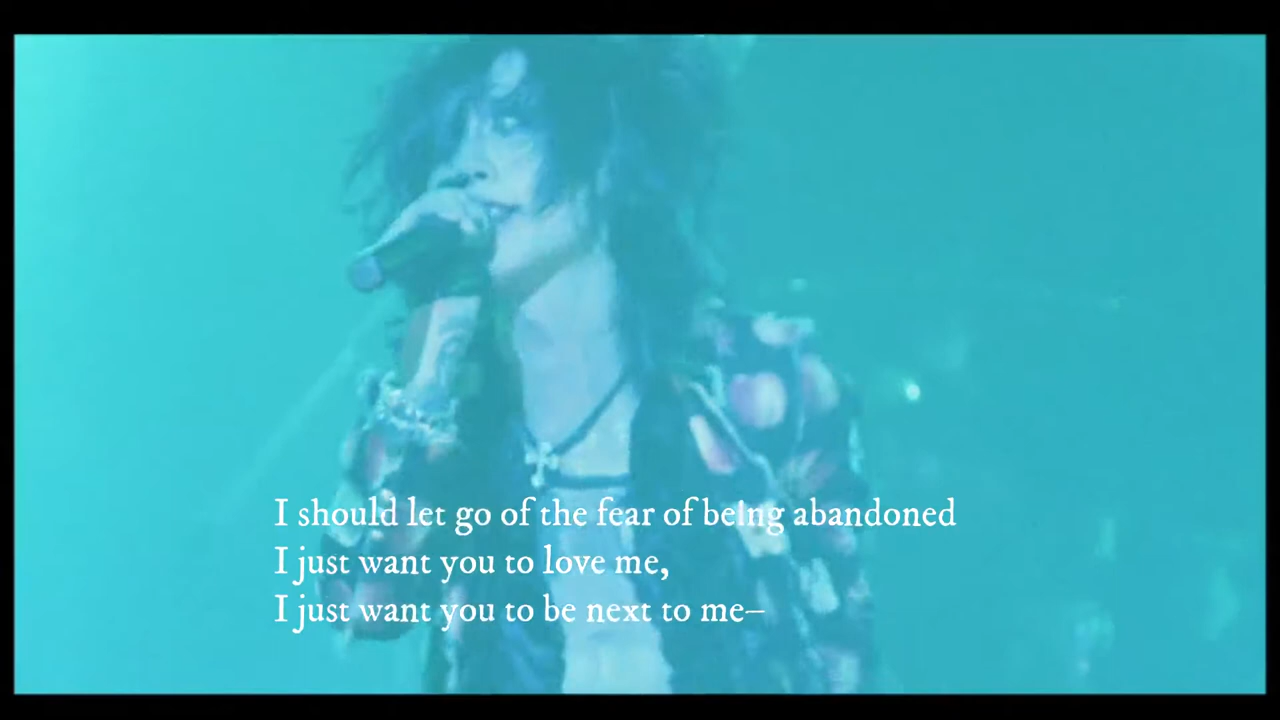 I should let go of the fear of being abandoned
I just want you to love me,
I just want you to be next to me–